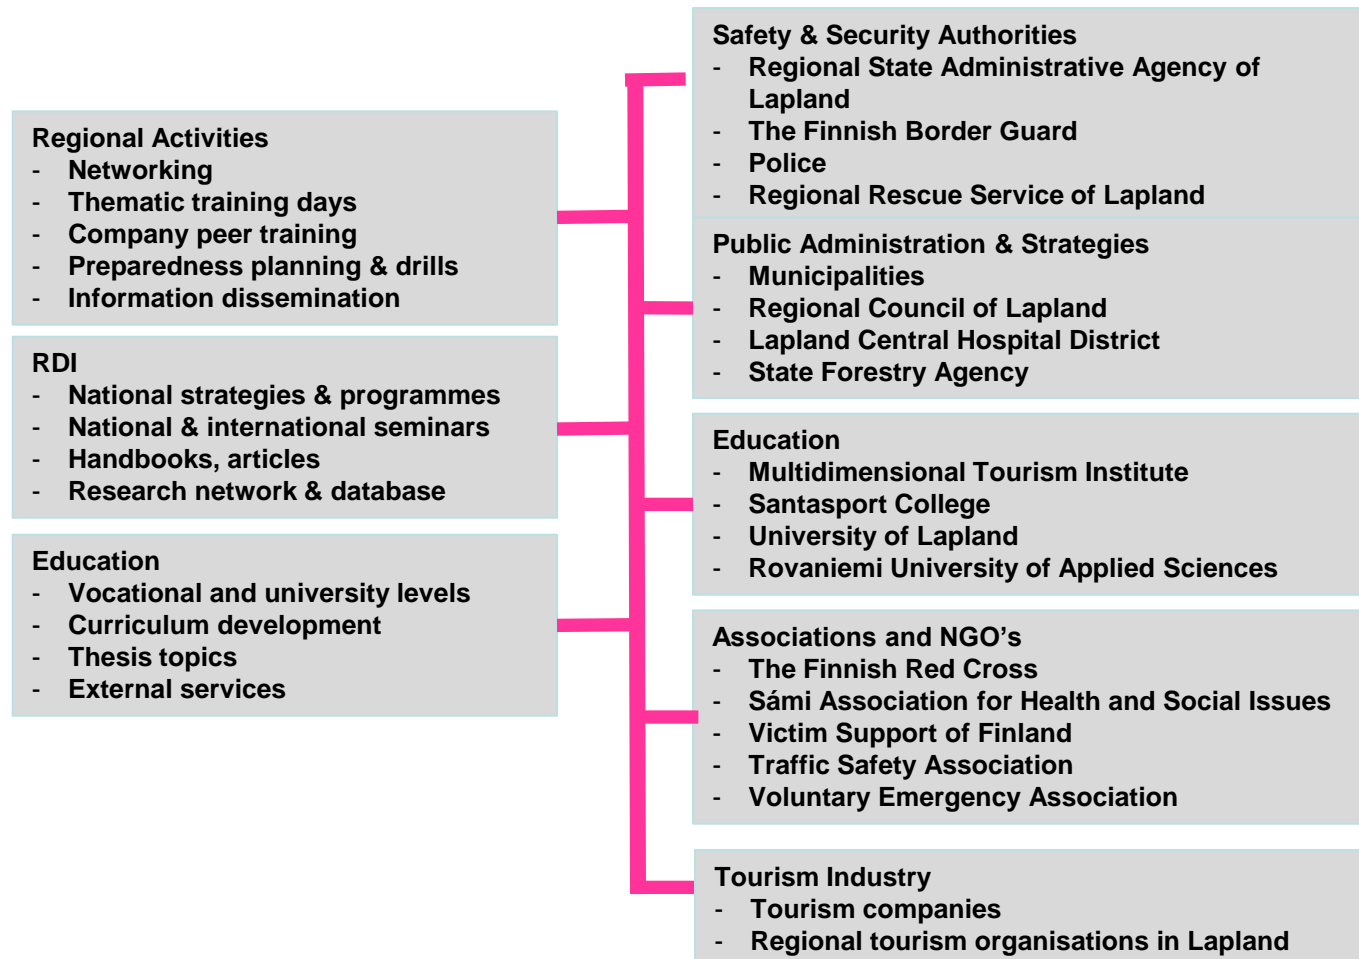 Regional Activities
- Networking
- Thematic training days
- Company peer training
- Preparedness planning & drills
- Information dissemination
RDI
- National strategies & programmes
- National & international seminars
- Handbooks, articles
- Research network & database
Education
- Vocational and university levels
- Curriculum development
- Thesis topics
- External services
Safety & Security Authorities
- Regional State Administrative Agency of
Lapland
- The Finnish Border Guard
- Police
- Regional Rescue Service of Lapland
Public Administration & Strategies
- Municipalities
- Regional Council of Lapland
- Lapland Central Hospital District
- State Forestry Agency
Education
- Multidimensional Tourism Institute
- Santasport College
- University of Lapland
- Rovaniemi University of Applied Sciences
Associations and NGO’s
- The Finnish Red Cross
- Sámi Association for Health and Social Issues
- Victim Support of Finland
- Traffic Safety Association
- Voluntary Emergency Association
Tourism Industry
- Tourism companies
- Regional tourism organisations in Lapland